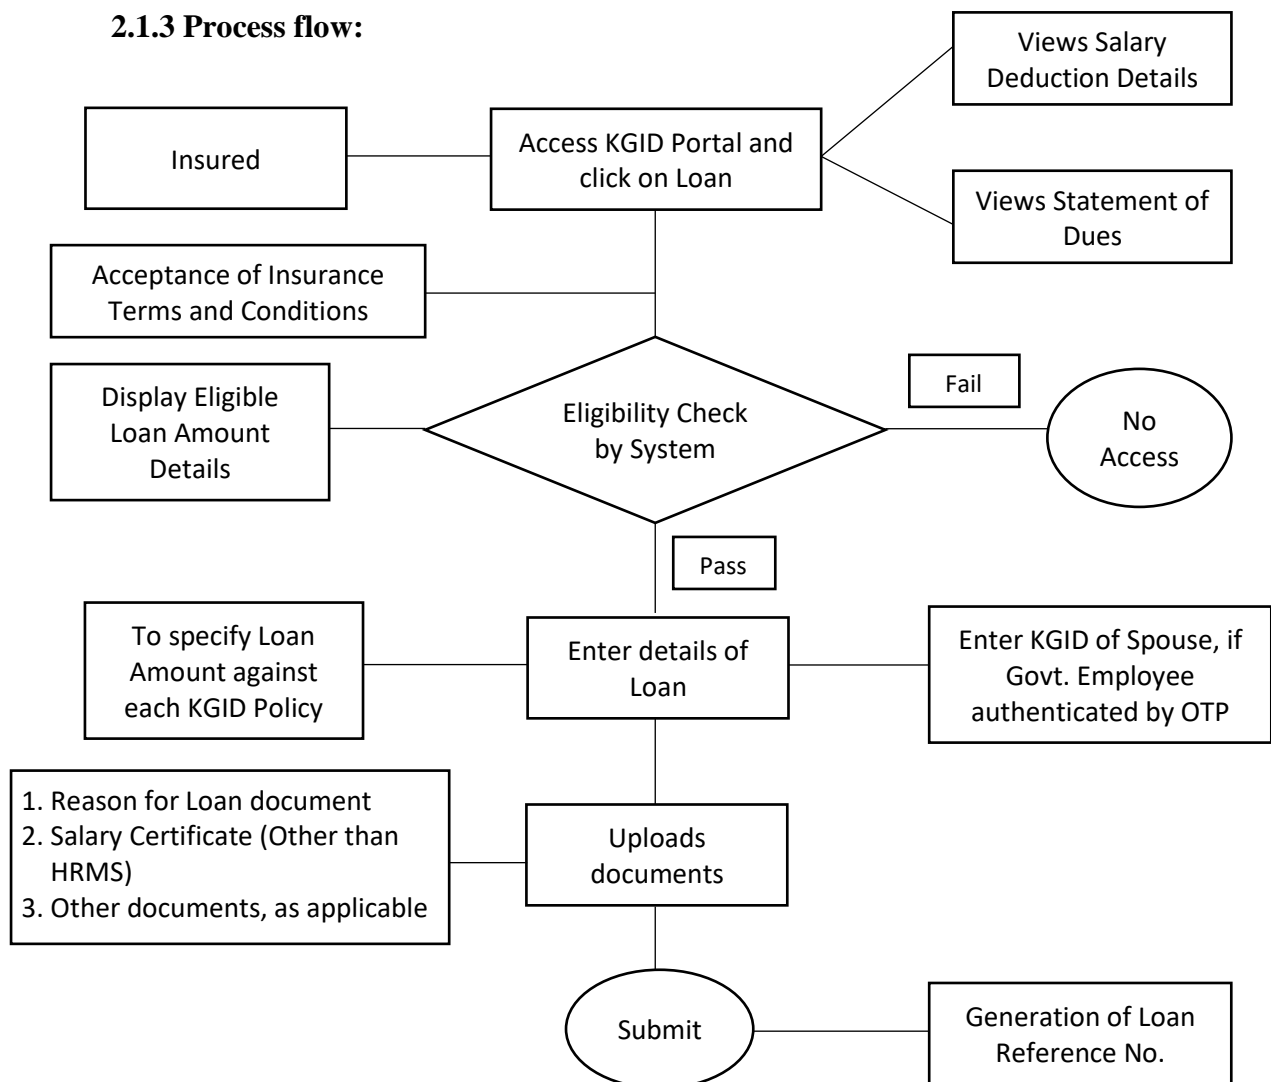 2.1.3 Process flow:
Views Salary
Deduction Details
Insured
Access KGID Portal and
click on Loan
Views Statement of
Dues
Acceptance of Insurance
Terms and Conditions
Display Eligible
Loan Amount
Details
Eligibility Check
by System
Fail
No
Access
Pass
To specify Loan
Amount against
each KGID Policy
Enter details of
Loan
Enter KGID of Spouse, if
Govt. Employee
authenticated by OTP
1. Reason for Loan document
2. Salary Certificate (Other than
HRMS)
3. Other documents, as applicable
Uploads
documents
Submit
Generation of Loan
Reference No.